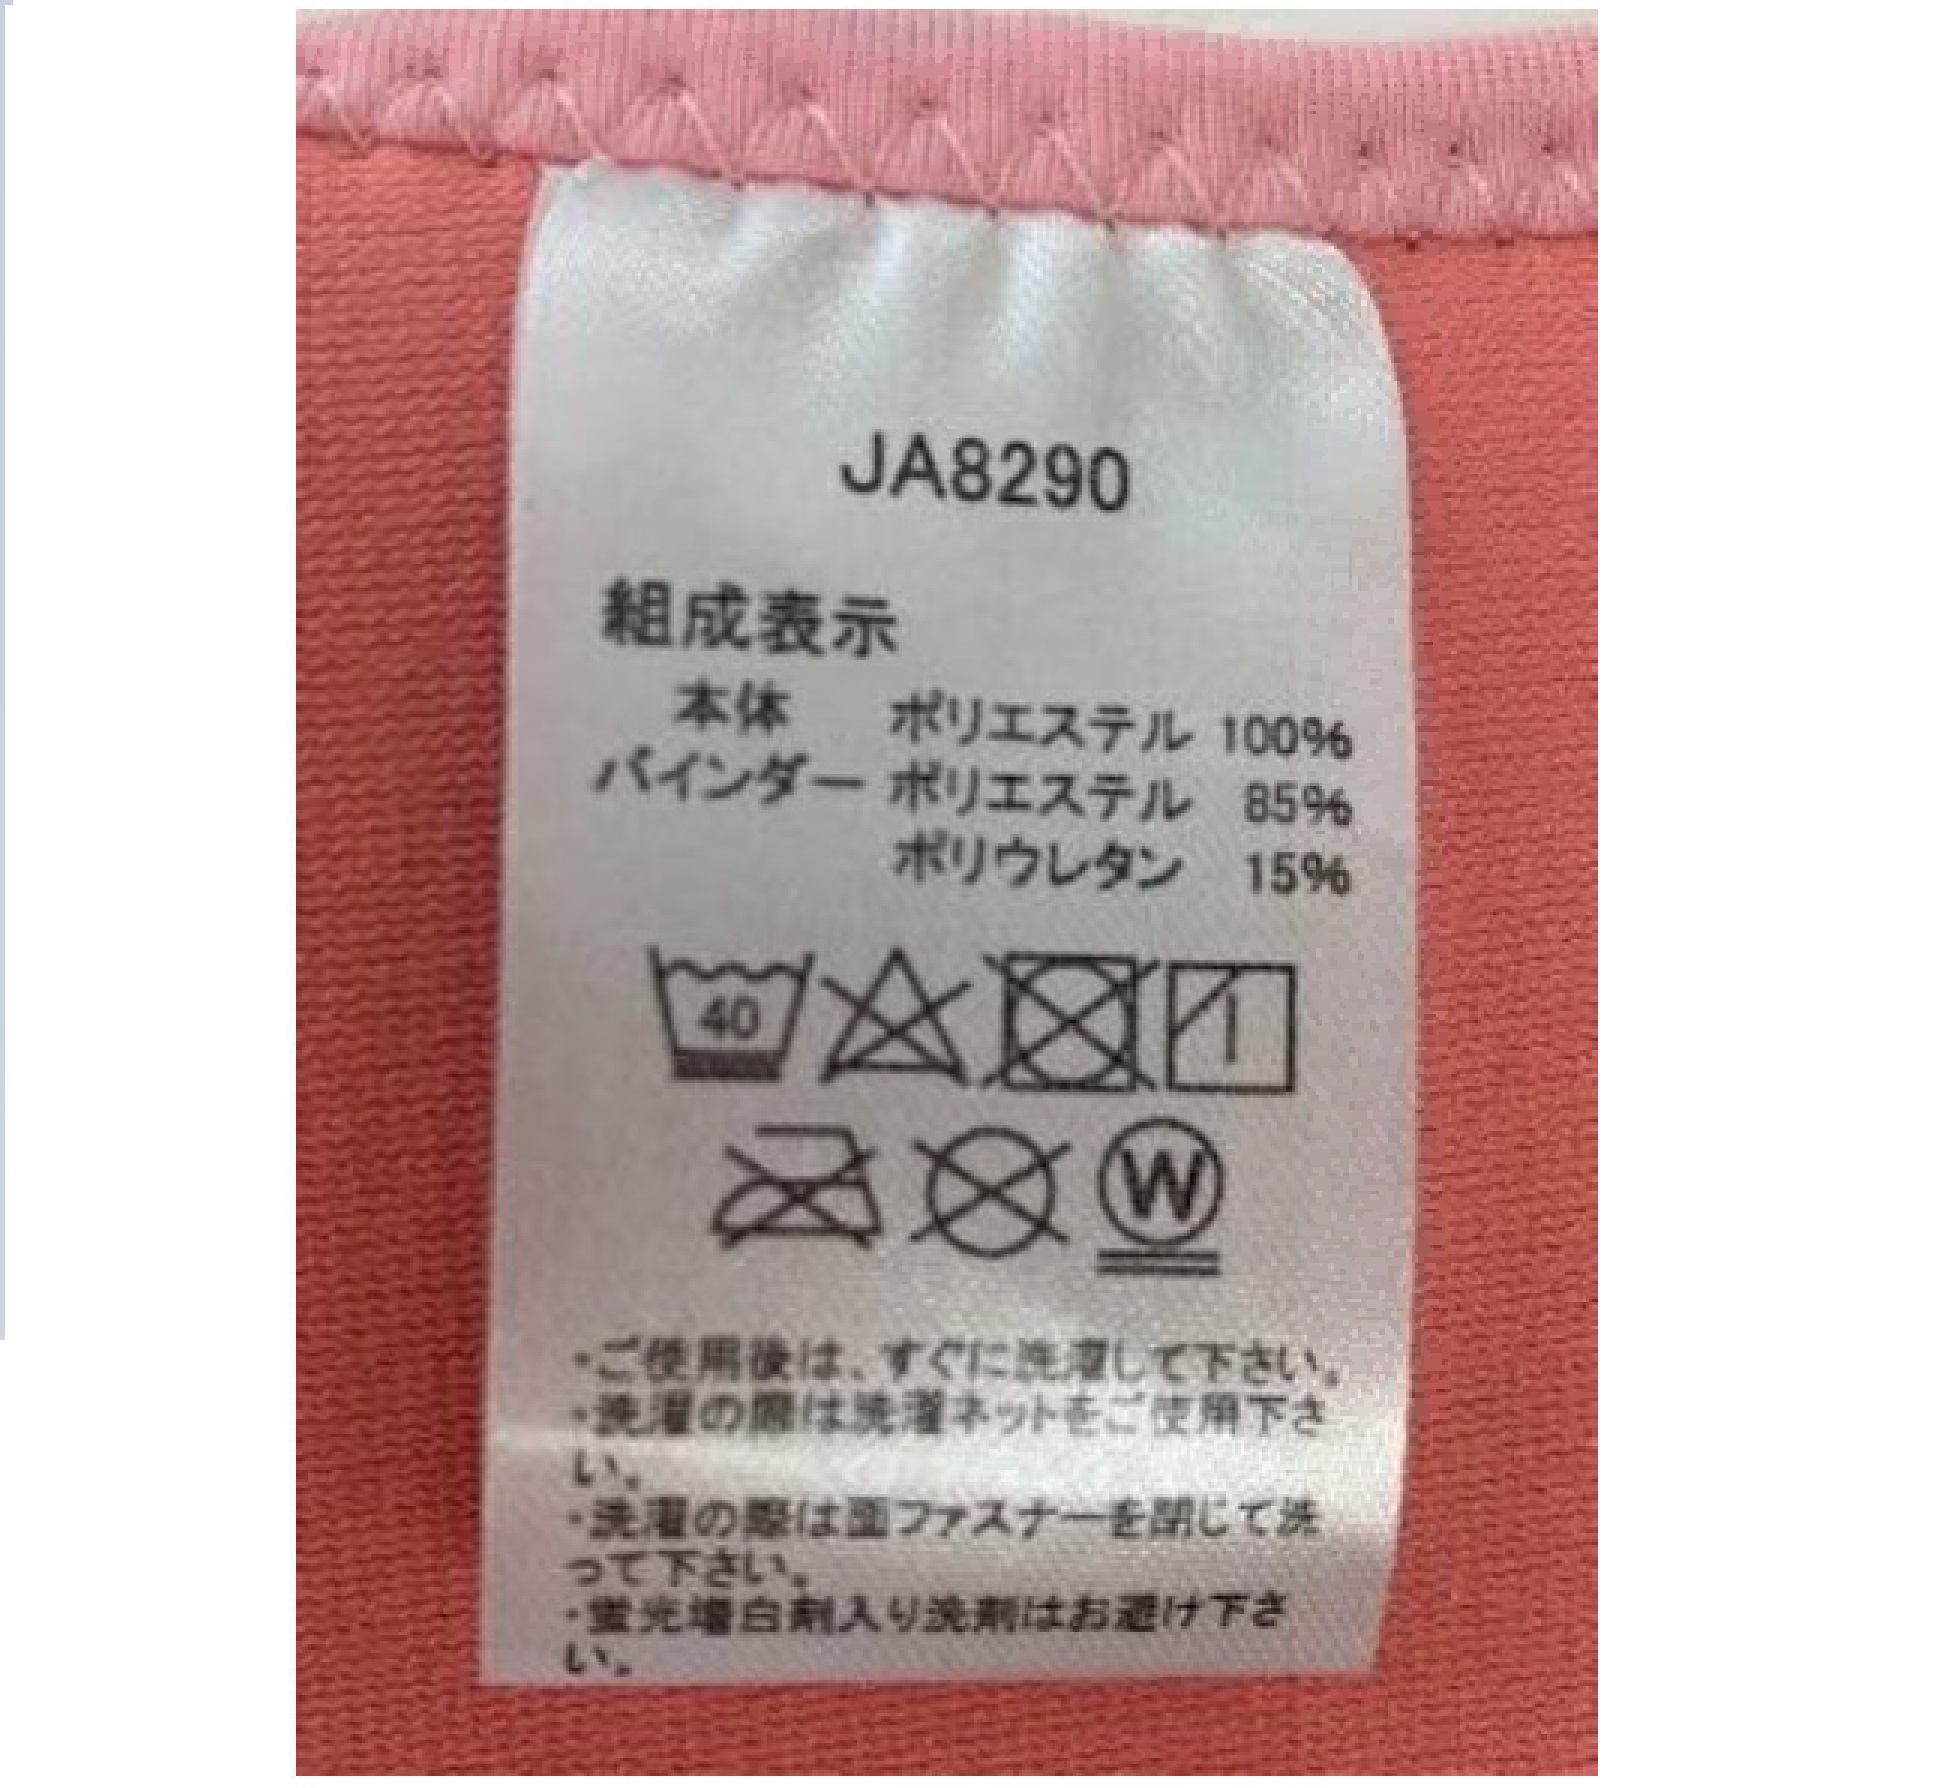 JA8290
組成表示
本体 ポリエステル 100%
バインダー ポリエステル 85%
ポリウレタン 15%
40
W
・ご使用後は、すぐに洗濯して下さい。
・洗濯の際は洗濯ネットをご使用下さ
い。
・洗濯の際は面ファスナーを閉じて洗
って下さい。
・蛍光増白剤入り洗剤はお避け下さ
い。